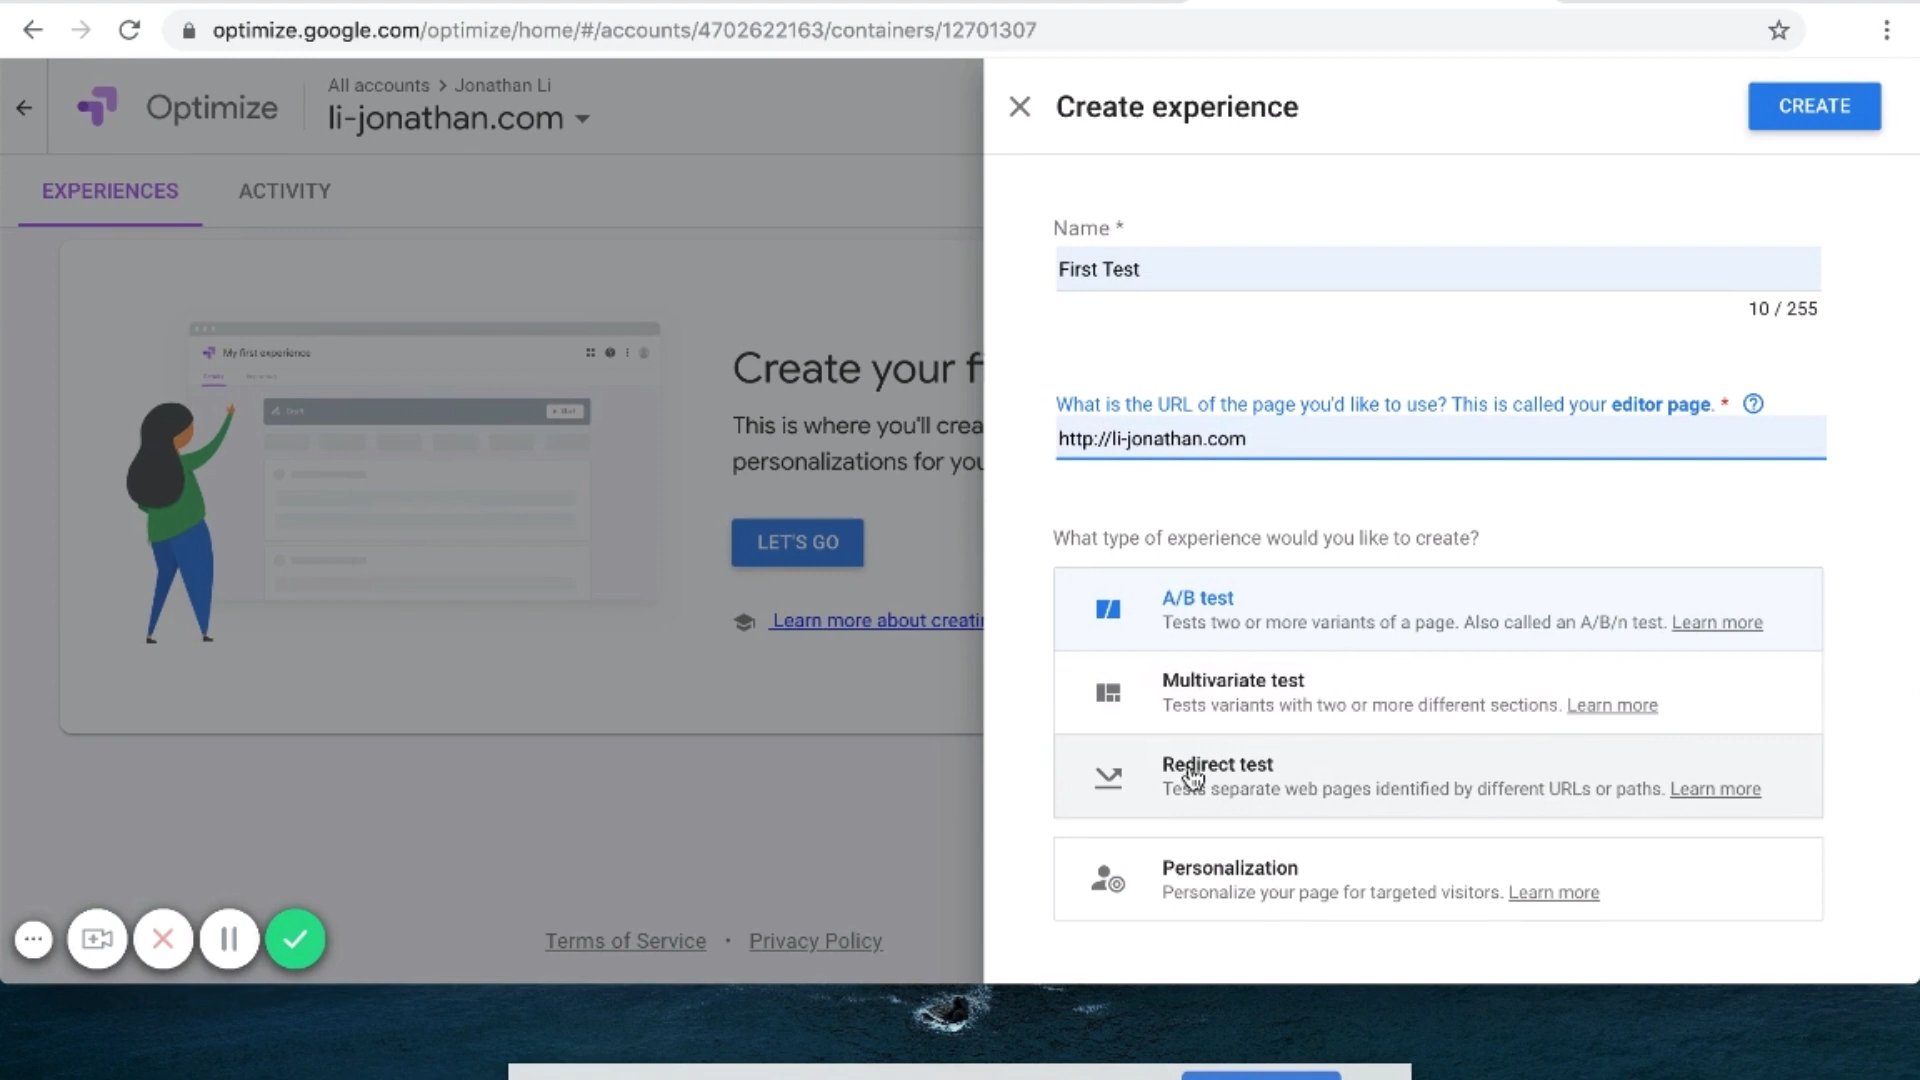 optimize.google.com/optimize/home/#/accounts/4702622163/containers/12701307
Optimize
All accounts > Jonathan Li
li-jonathan.com
EXPERIENCES
ACTIVITY
My first experience
Draft
Start
Create your f
This is where you'll crea
personalizations for you
LET'S GO
Learn more about creati
Terms of Service • Privacy Policy
Create experience
CREATE
Name *
First Test
10 / 255
What is the URL of the page you'd like to use? This is called your editor page. *
http://li-jonathan.com
What type of experience would you like to create?
A/B test
Tests two or more variants of a page. Also called an A/B/n test. Learn more
Multivariate test
Tests variants with two or more different sections. Learn more
Redirect test
Tests separate web pages identified by different URLs or paths. Learn more
Personalization
Personalize your page for targeted visitors. Learn more